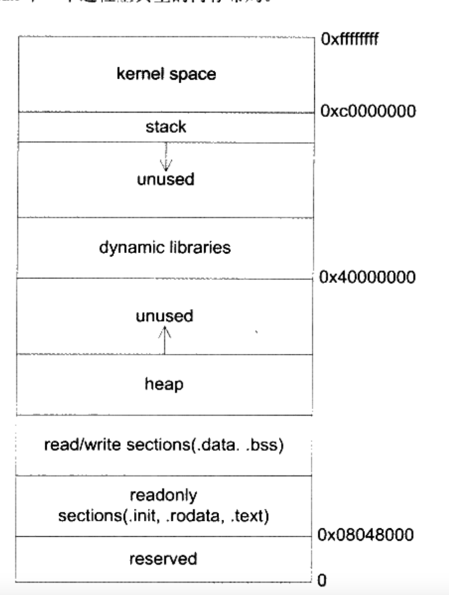 0xffffffff
kernel space
0xc0000000
stack
unused
dynamic libraries
0x40000000
unused
heap
read/write sections(.data. .bss)
readonly
sections(.init, .rodata, .text)
0x08048000
reserved
0